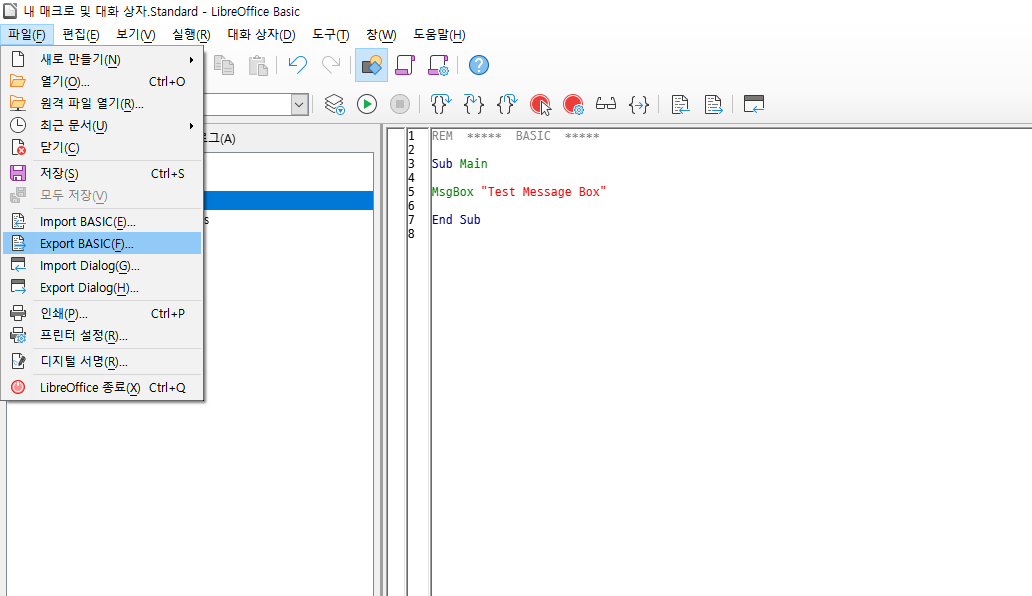 내 매크로 및 대화 상자.Standard - LibreOffice Basic
파일(F) 편집(E) 보기(V) 실행(R) 대화 상자(D) 도구(T) 창(W) 도움말(H)
새로 만들기(N)
열기(O)... Ctrl+O
원격 파일 열기(R)...
최근 문서(U)
닫기(C)
저장(S) Ctrl+S
모두 저장(V)
Import BASIC(E)...
Export BASIC(F)...
Import Dialog(G)...
Export Dialog(H)...
인쇄(P)... Ctrl+P
프린터 설정(R)...
디지털 서명(R)...
LibreOffice 종료(X) Ctrl+Q
로그(A)
s
1 REM ***** BASIC *****
2
3 Sub Main
4
5 MsgBox "Test Message Box"
6
7 End Sub
8